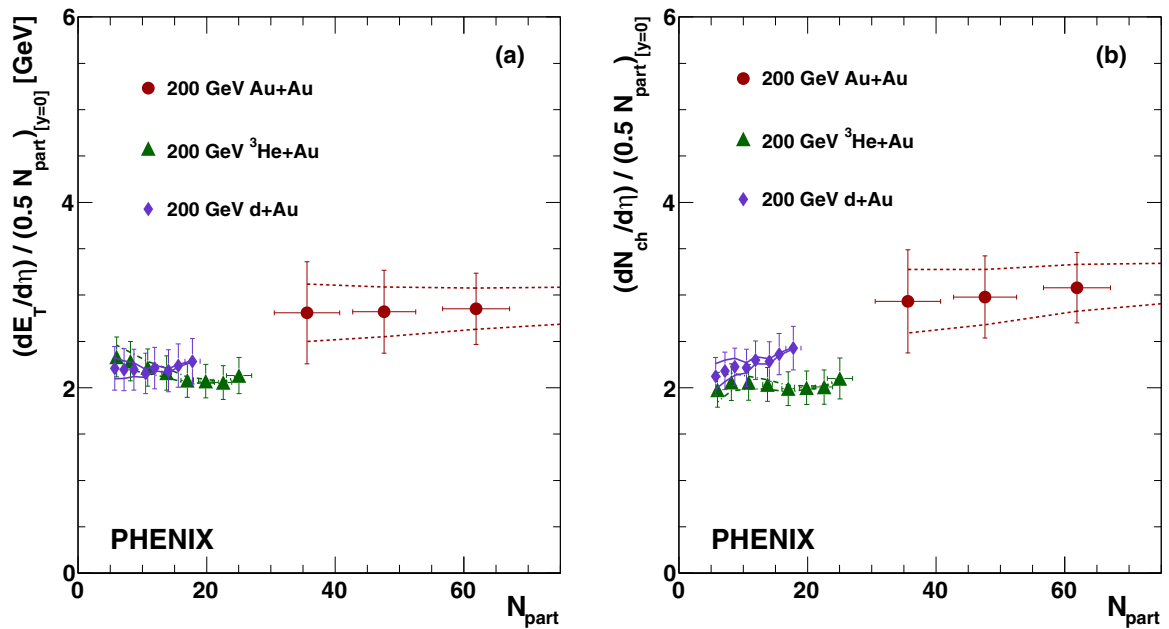 (dE_T/dη) / (0.5 N_part)_[y=0] [GeV]
6
4
2
0
(a)
200 GeV Au+Au
200 GeV ³He+Au
200 GeV d+Au
PHENIX
0 20 40 60
N_part
(dN_ch/dη) / (0.5 N_part)_[y=0]
6
4
2
0
(b)
200 GeV Au+Au
200 GeV ³He+Au
200 GeV d+Au
PHENIX
0 20 40 60
N_part